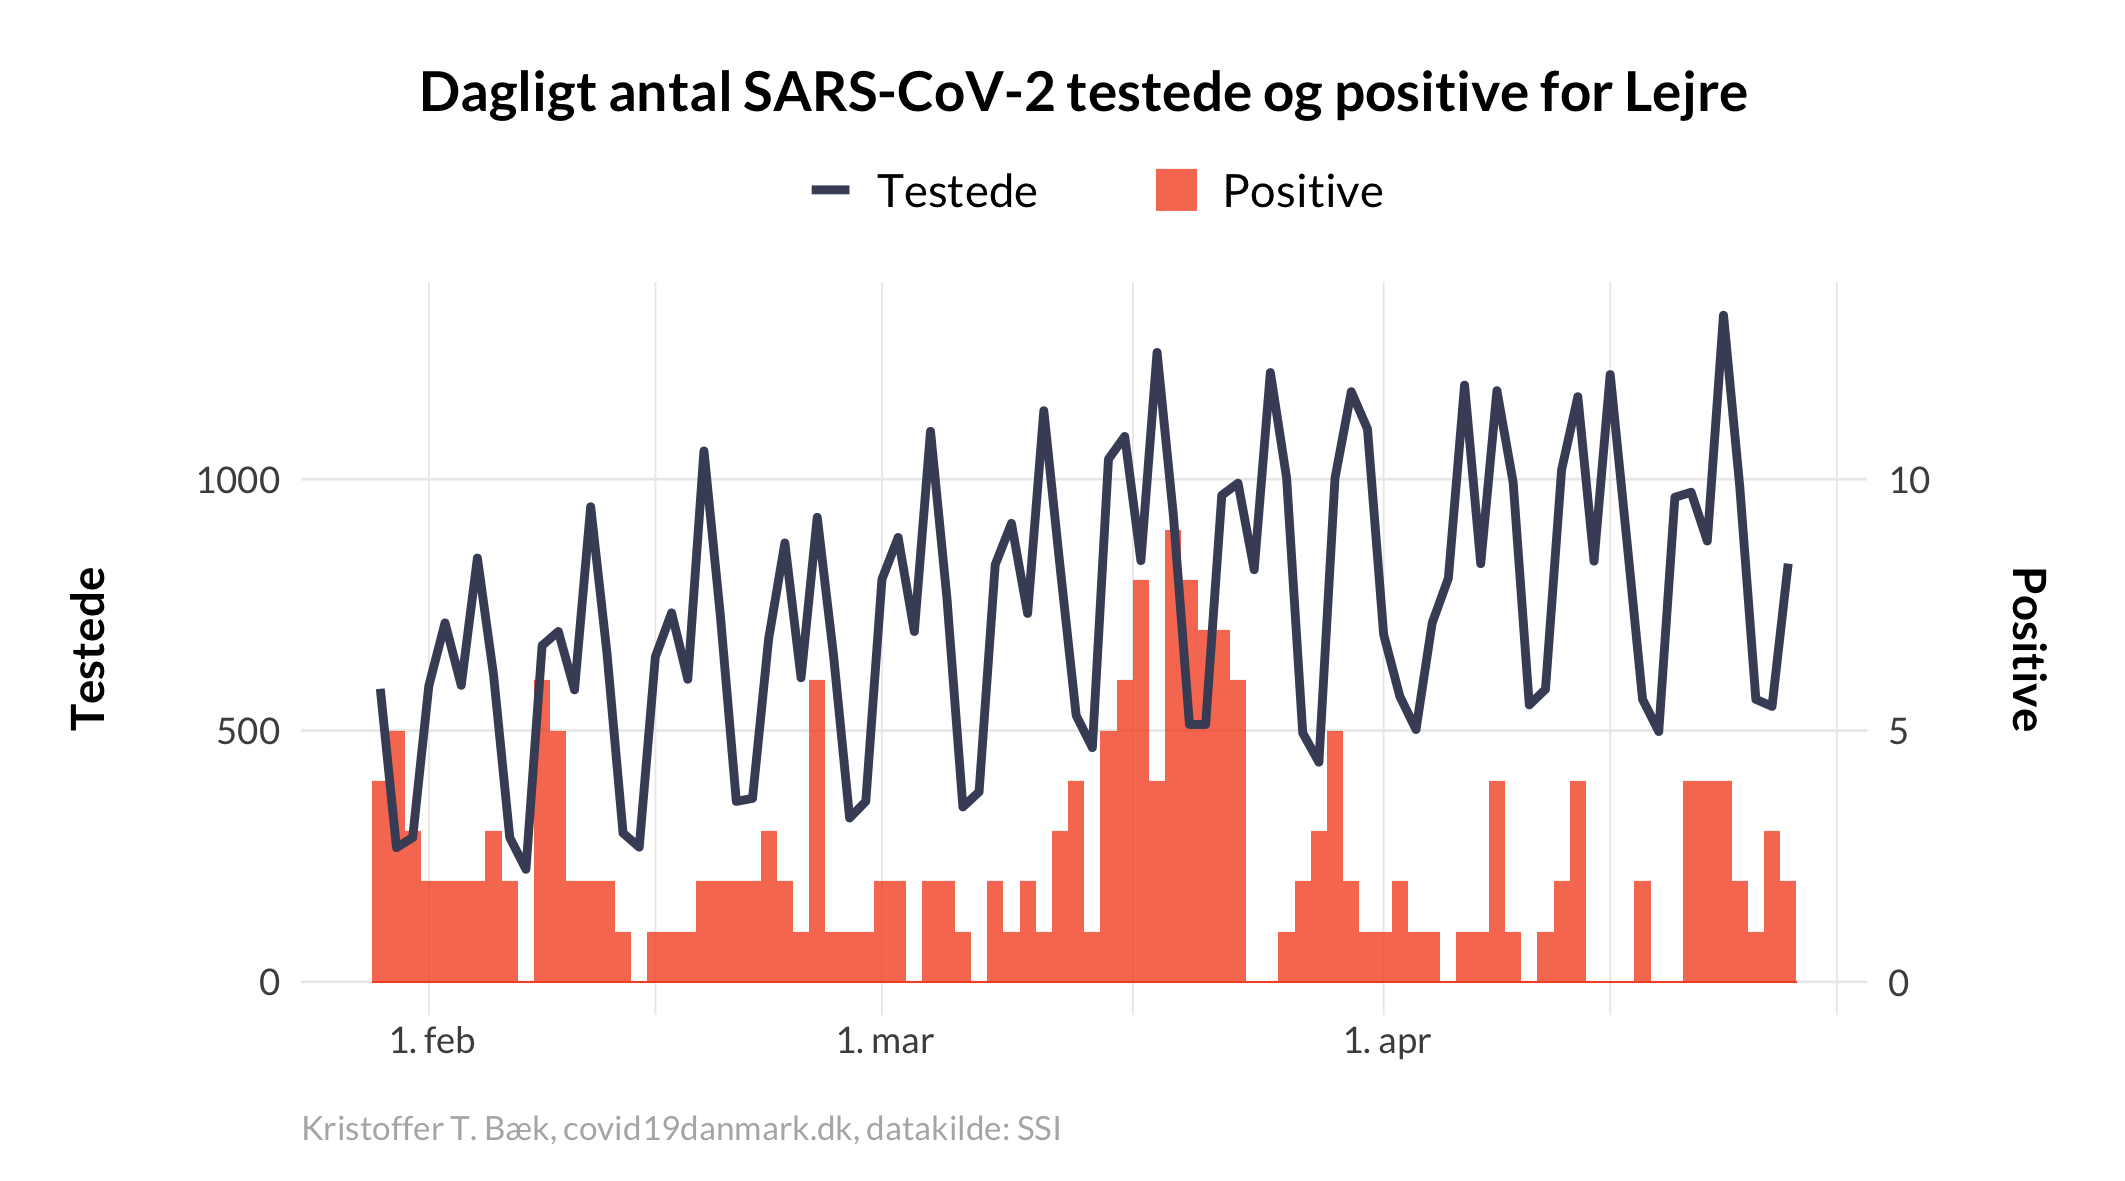 Dagligt antal SARS-CoV-2 testede og positive for Lejre
Testede
Positive
1000
500
0
10
5
0
Testede
Positive
1. feb
1. mar
1. apr
Kristoffer T. Bæk, covid19danmark.dk, datakilde: SSI